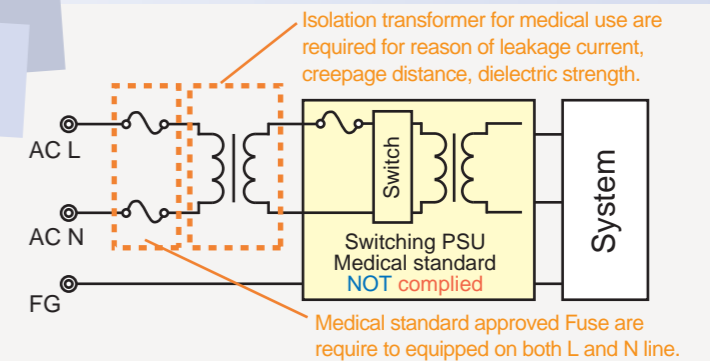 Isolation transformer for medical use are
required for reason of leakage current,
creepage distance, dielectric strength.
AC L
AC N
FG
Switch
Switching PSU
Medical standard
NOT complied
System
Medical standard approved Fuse are
require to equipped on both L and N line.